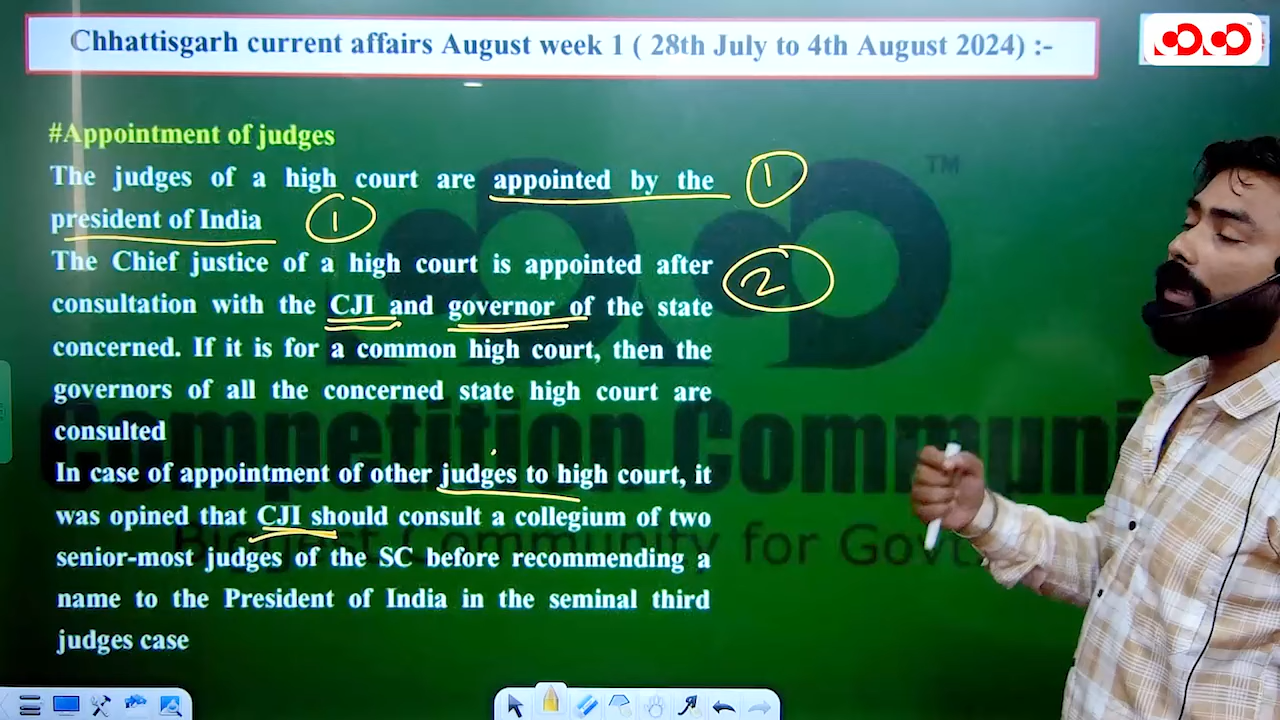 Chhattisgarh current affairs August week 1 ( 28th July to 4th August 2024) :-
#Appointment of judges
The judges of a high court are appointed by the
1
president of India
1
The Chief justice of a high court is appointed after
2
consultation with the CJI and governor of the state
concerned. If it is for a common high court, then the
governors of all the concerned state high court are
consulted
In case of appointment of other judges to high court, it
was opined that CJI should consult a collegium of two
senior-most judges of the SC before recommending a
name to the President of India in the seminal third
judges case
TM
Competition Communi
Biggest Community for Govt.